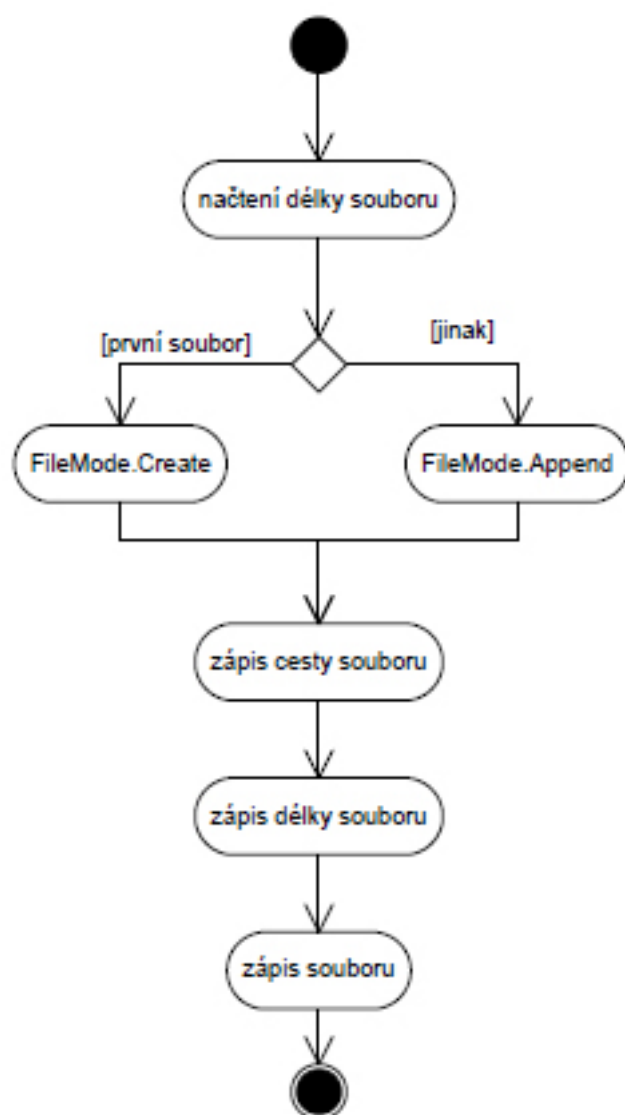 načtení délky souboru
[první soubor]
[jinak]
FileMode.Create
FileMode.Append
zápis cesty souboru
zápis délky souboru
zápis souboru